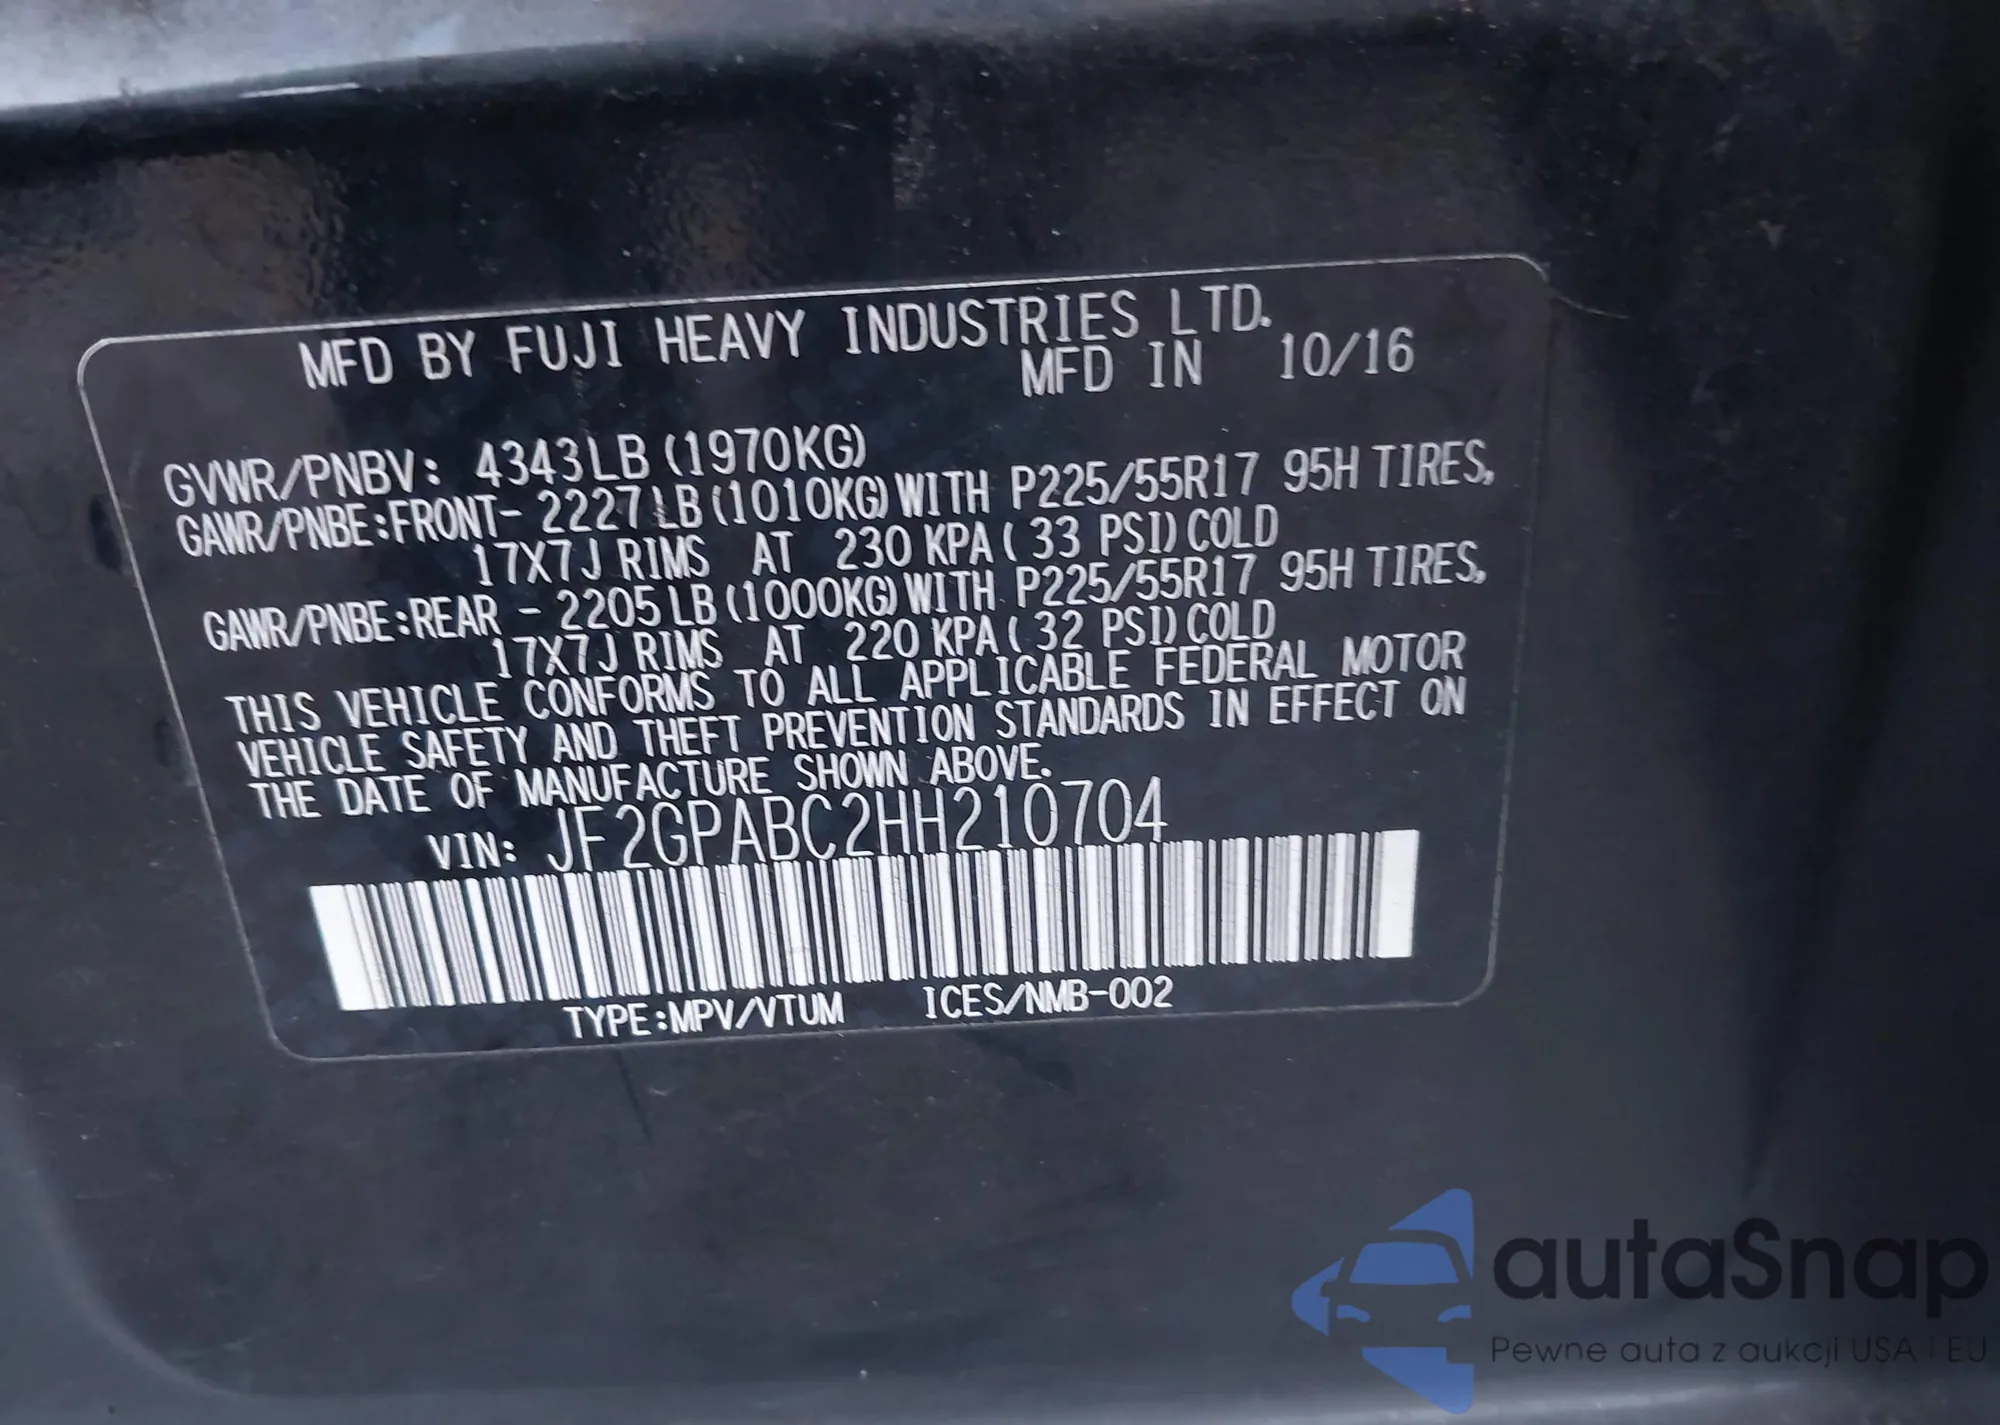 MFD BY FUJI HEAVY INDUSTRIES LTD.
MFD IN 10/16
GVWR/PNBV: 4343LB (1970KG)
GAWR/PNBE:FRONT- 2227LB (1010KG) WITH P225/55R17 95H TIRES,
17X7J RIMS AT 230 KPA ( 33 PSI) COLD
GAWR/PNBE:REAR - 2205LB (1000KG) WITH P225/55R17 95H TIRES,
17X7J RIMS AT 220 KPA ( 32 PSI) COLD
THIS VEHICLE CONFORMS TO ALL APPLICABLE FEDERAL MOTOR
VEHICLE SAFETY AND THEFT PREVENTION STANDARDS IN EFFECT ON
THE DATE OF MANUFACTURE SHOWN ABOVE.
VIN: JF2GPABC2HH210704
TYPE:MPV/VTUM ICES/NMB-002
autaSnap
Pewne auta z aukcji USA i EU